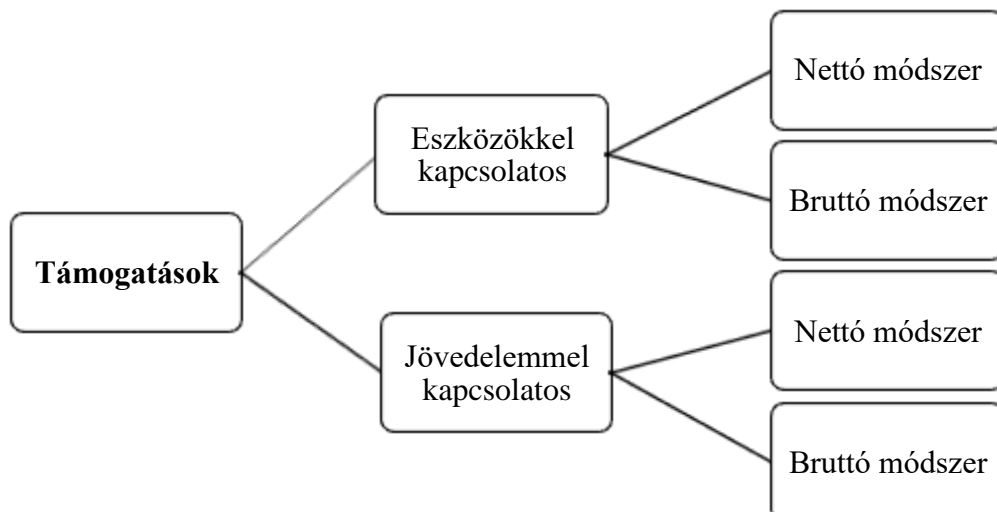 Támogatások
Eszközökkel
kapcsolatos
Nettó módszer
Bruttó módszer
Jövedelemmel
kapcsolatos
Nettó módszer
Bruttó módszer